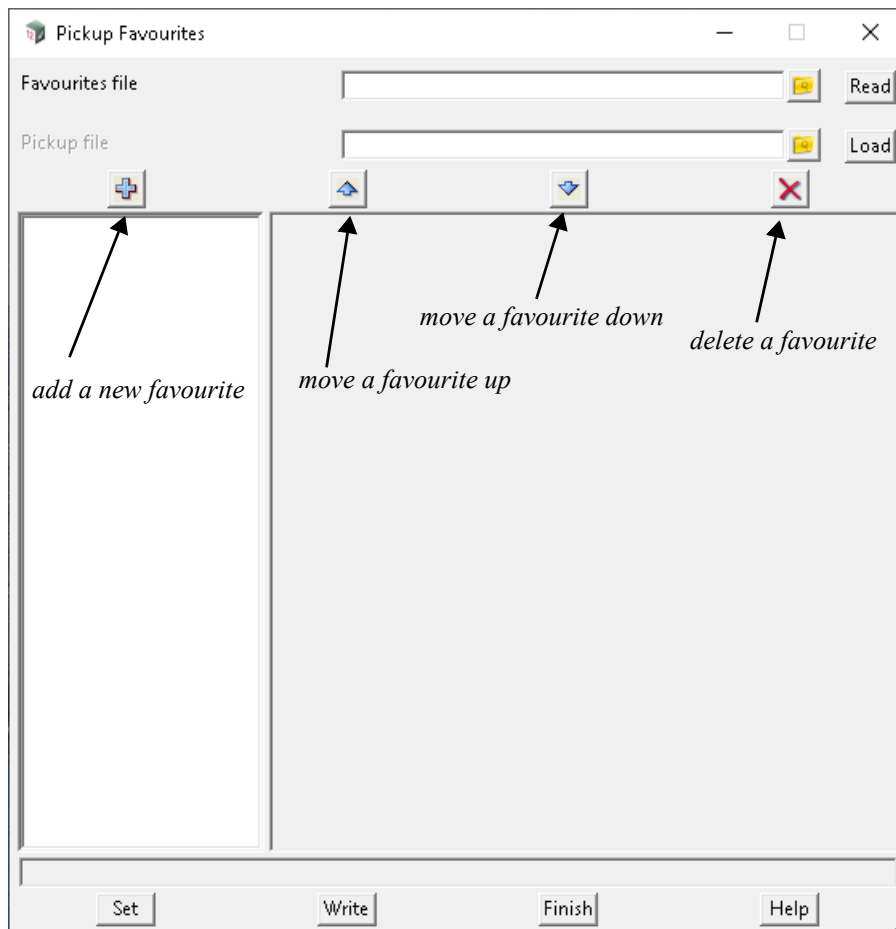 Pickup Favourites
Favourites file
Read
Pickup file
Load
move a favourite down
delete a favourite
add a new favourite
move a favourite up
Set
Write
Finish
Help